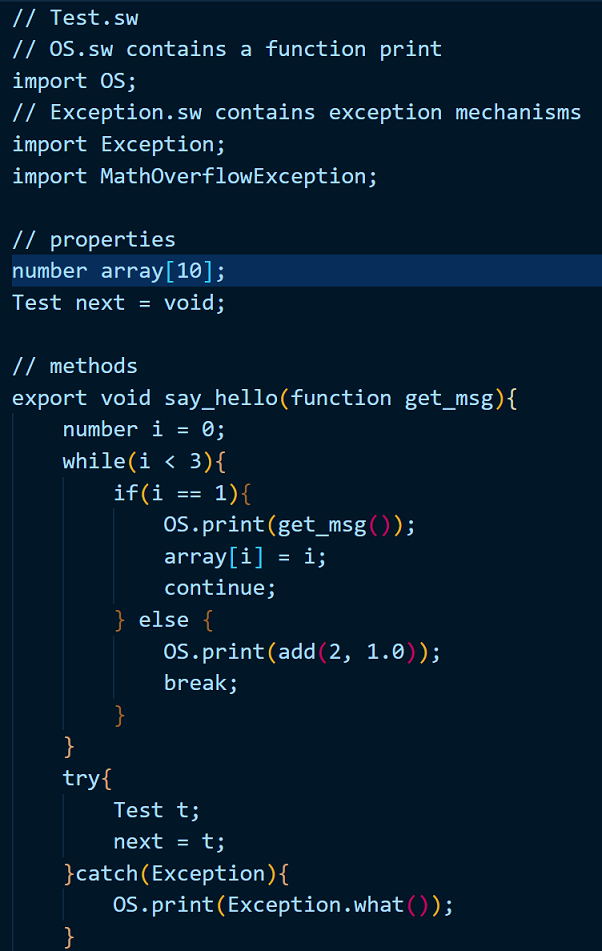 // Test.sw
// OS.sw contains a function print
import OS;
// Exception.sw contains exception mechanisms
import Exception;
import MathOverflowException;

// properties
number array[10];
Test next = void;

// methods
export void say_hello(function get_msg){
    number i = 0;
    while(i < 3){
        if(i == 1){
            OS.print(get_msg());
            array[i] = i;
            continue;
        } else {
            OS.print(add(2, 1.0));
            break;
        }
    }
    try{
        Test t;
        next = t;
    }catch(Exception){
        OS.print(Exception.what());
    }